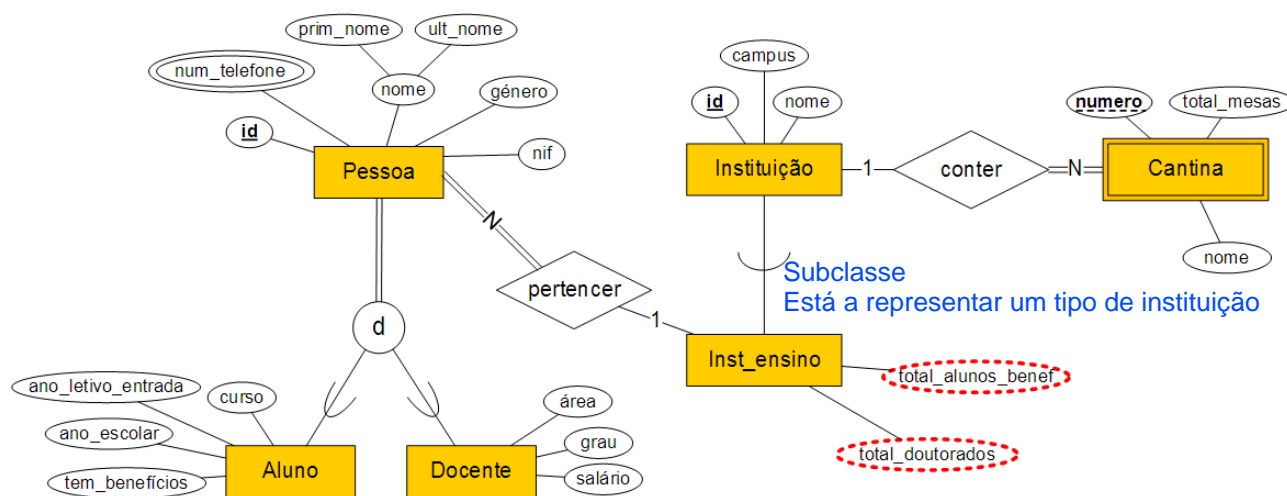 prim_nome
ult_nome
num_telefone
nome
género
id
nif
Pessoa
campus
id
nome
Instituição
1
conter
N
numero
total_mesas
Cantina
nome
N
pertencer
1
Subclasse
Está a representar um tipo de instituição
Inst_ensino
total_alunos_benef
total_doutorados
d
ano_letivo_entrada
curso
ano_escolar
tem_benefícios
Aluno
Docente
área
grau
salário